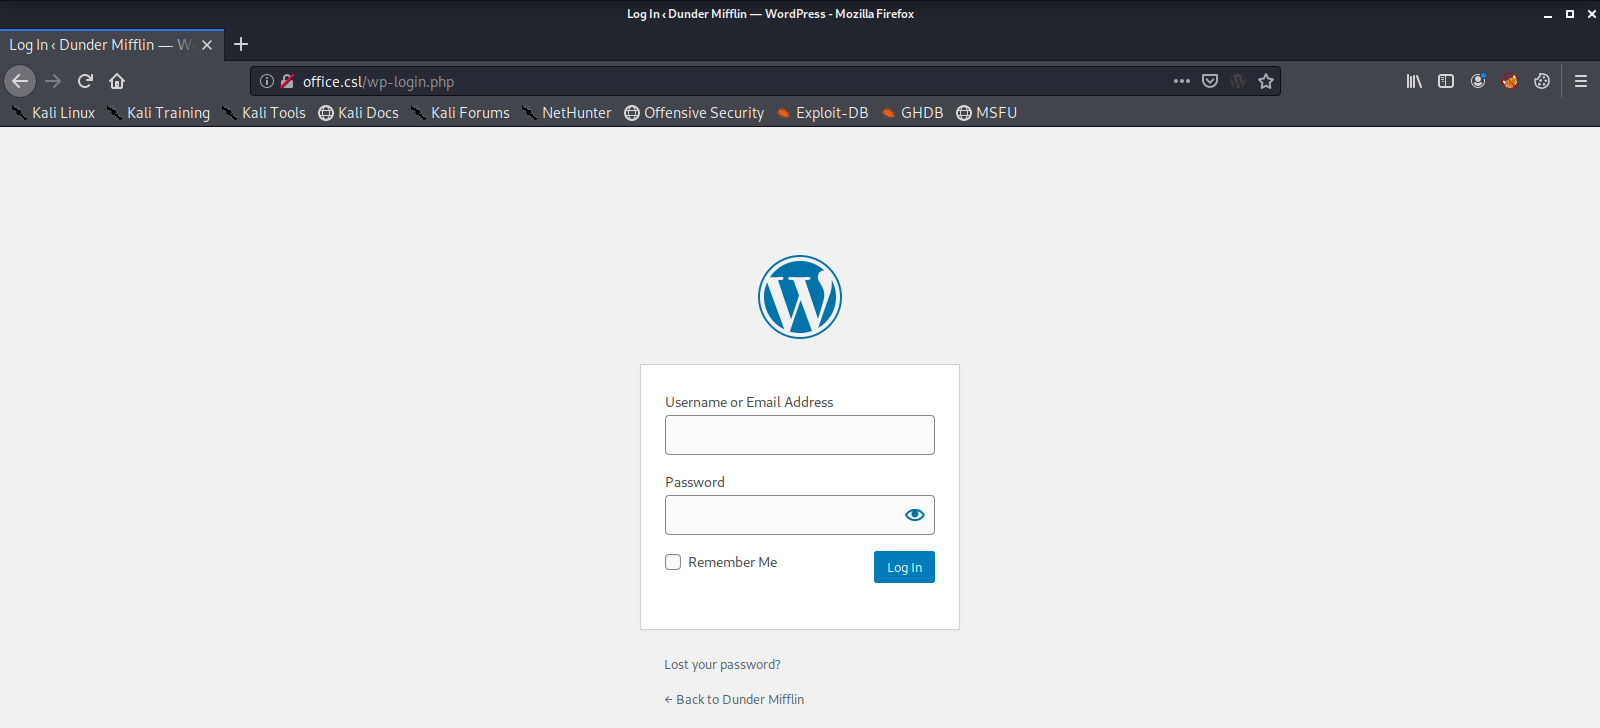 Log In ‹ Dunder Mifflin — WordPress - Mozilla Firefox
Log In ‹ Dunder Mifflin — W
office.csl/wp-login.php
Kali Linux Kali Training Kali Tools Kali Docs Kali Forums NetHunter Offensive Security Exploit-DB GHDB MSFU
Username or Email Address
Password
Remember Me Log In
Lost your password?
← Back to Dunder Mifflin